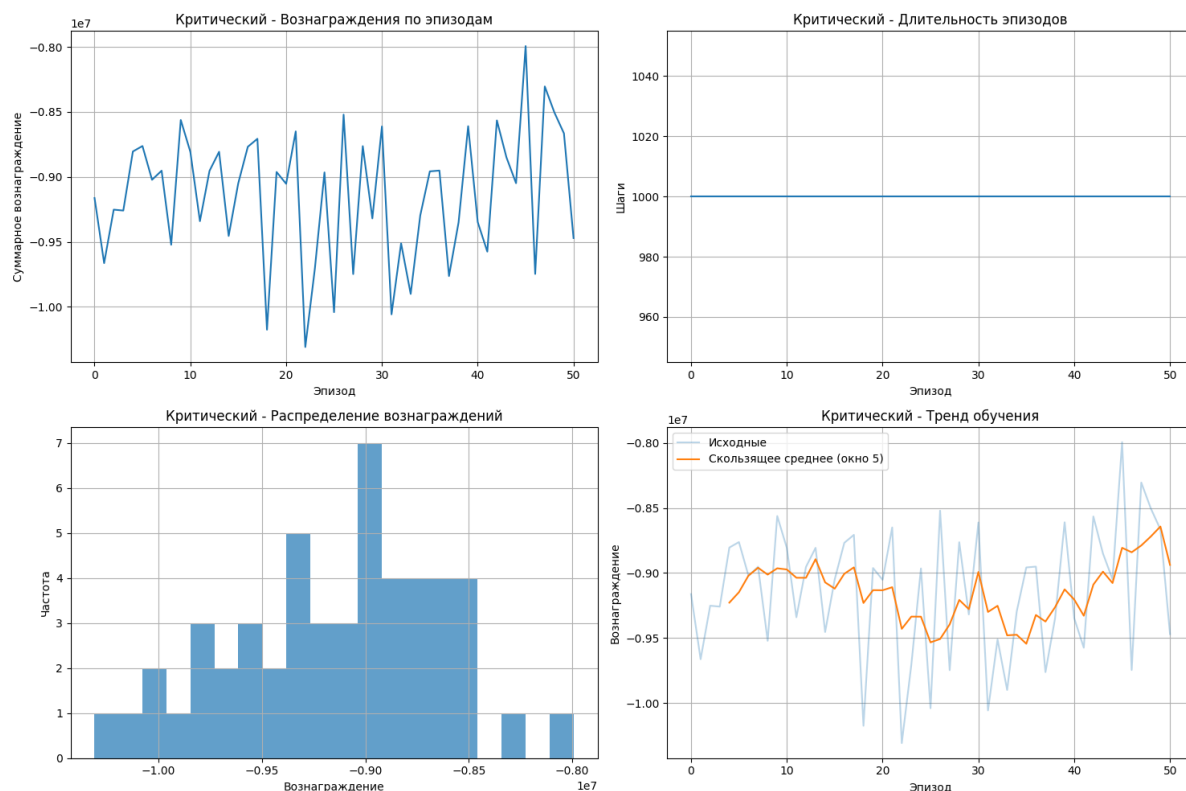 Критический - Вознаграждения по эпизодам
1e7
−0.80
−0.85
−0.90
−0.95
−1.00
Суммарное вознаграждение
0 10 20 30 40 50
Эпизод
Критический - Длительность эпизодов
1040
1020
1000
980
960
Шаги
0 10 20 30 40 50
Эпизод
Критический - Распределение вознаграждений
7
6
5
4
3
2
1
0
Частота
−1.00 −0.95 −0.90 −0.85 −0.80
1e7
Вознаграждение
Критический - Тренд обучения
1e7
Исходные
Скользящее среднее (окно 5)
−0.80
−0.85
−0.90
−0.95
−1.00
Вознаграждение
0 10 20 30 40 50
Эпизод